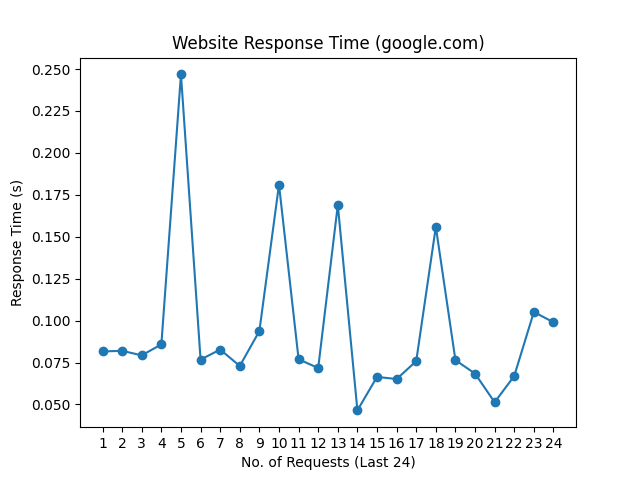 Website Response Time (google.com)
0.250
0.225
0.200
0.175
0.150
0.125
0.100
0.075
0.050
Response Time (s)
1 2 3 4 5 6 7 8 9 10 11 12 13 14 15 16 17 18 19 20 21 22 23 24
No. of Requests (Last 24)